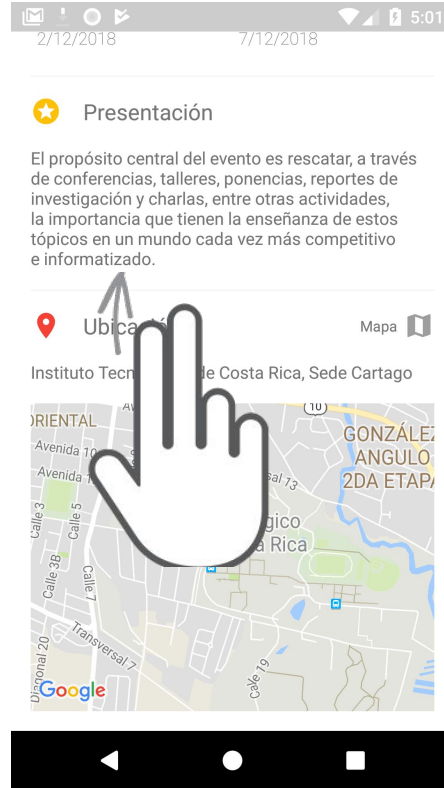 5:01
2/12/2018 7/12/2018
Presentación
El propósito central del evento es rescatar, a través
de conferencias, talleres, ponencias, reportes de
investigación y charlas, entre otras actividades,
la importancia que tienen la enseñanza de estos
tópicos en un mundo cada vez más competitivo
e informatizado.
Mapa
Instituto de Costa Rica, Sede Cartago
ORIENTAL
10
GONZÁLEZ
ANGULO
2DA ETAPA
Avenida 10
Avenida
Calle 3
Calle 5
Rica
Calle 3B
Calle 7
Transversal 7
Diagonal 20
Calle 19
Google